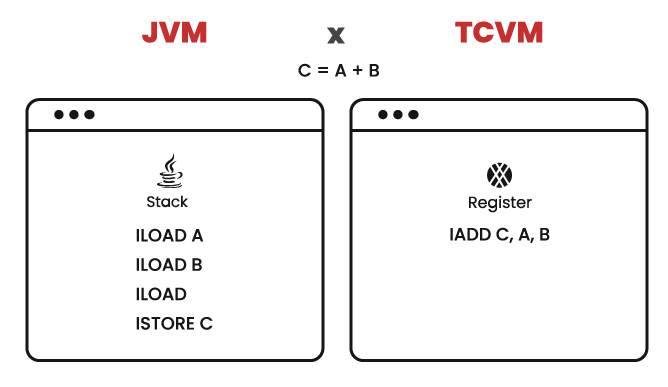 JVM x TCVM
C = A + B
Stack
ILOAD A
ILOAD B
ILOAD
ISTORE C
Register
IADD C, A, B